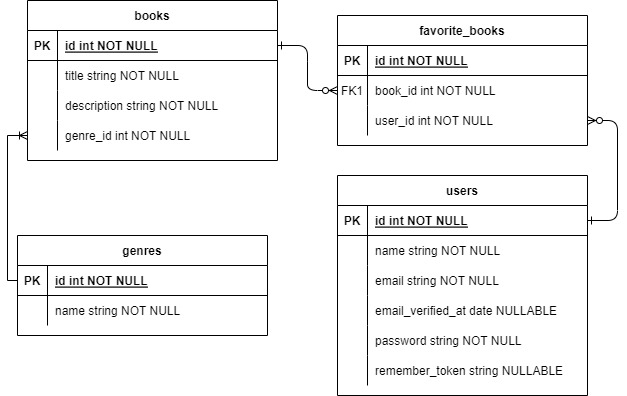 books
PK id int NOT NULL
title string NOT NULL
description string NOT NULL
genre_id int NOT NULL
favorite_books
PK id int NOT NULL
FK1 book_id int NOT NULL
user_id int NOT NULL
genres
PK id int NOT NULL
name string NOT NULL
users
PK id int NOT NULL
name string NOT NULL
email string NOT NULL
email_verified_at date NULLABLE
password string NOT NULL
remember_token string NULLABLE